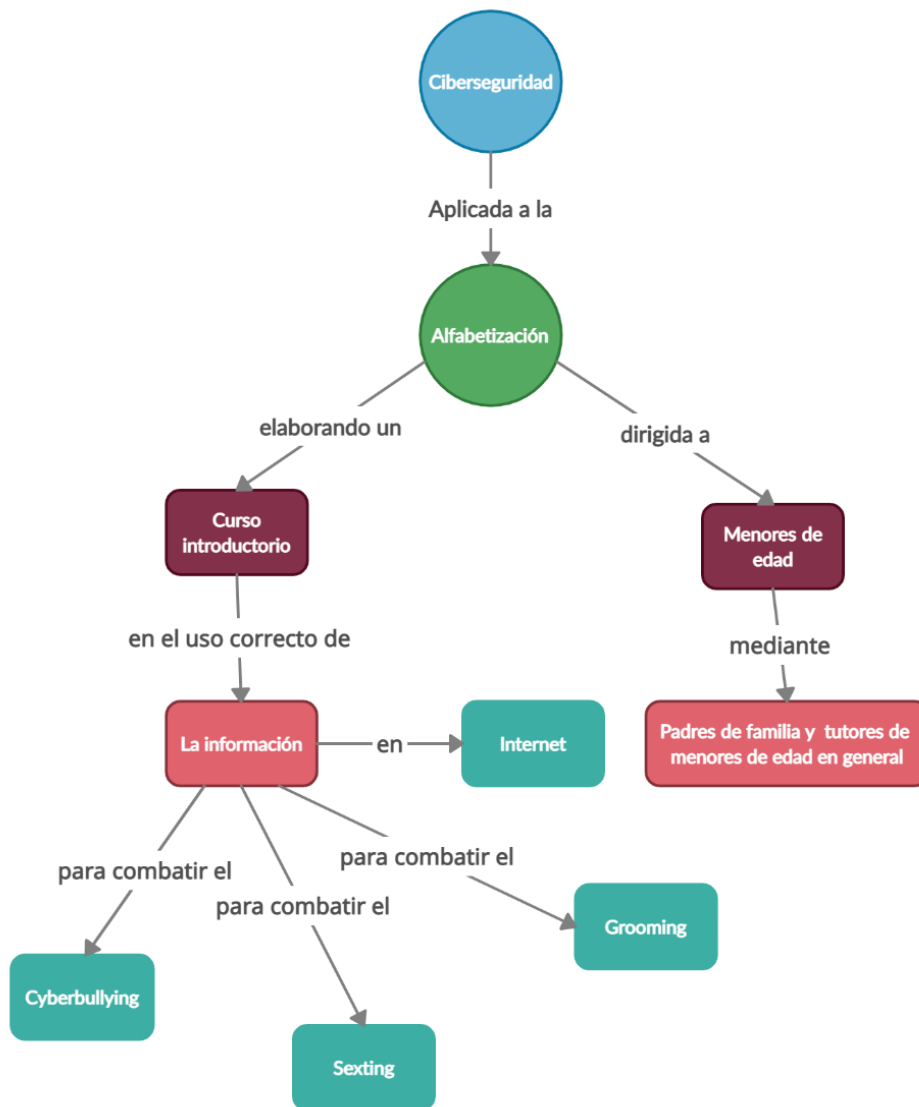 Ciberseguridad
Aplicada a la
Alfabetización
elaborando un
dirigida a
Curso
introductorio
Menores de
edad
en el uso correcto de
mediante
La información
en
Internet
Padres de familia y tutores de
menores de edad en general
para combatir el
para combatir el
para combatir el
Grooming
Cyberbullying
Sexting